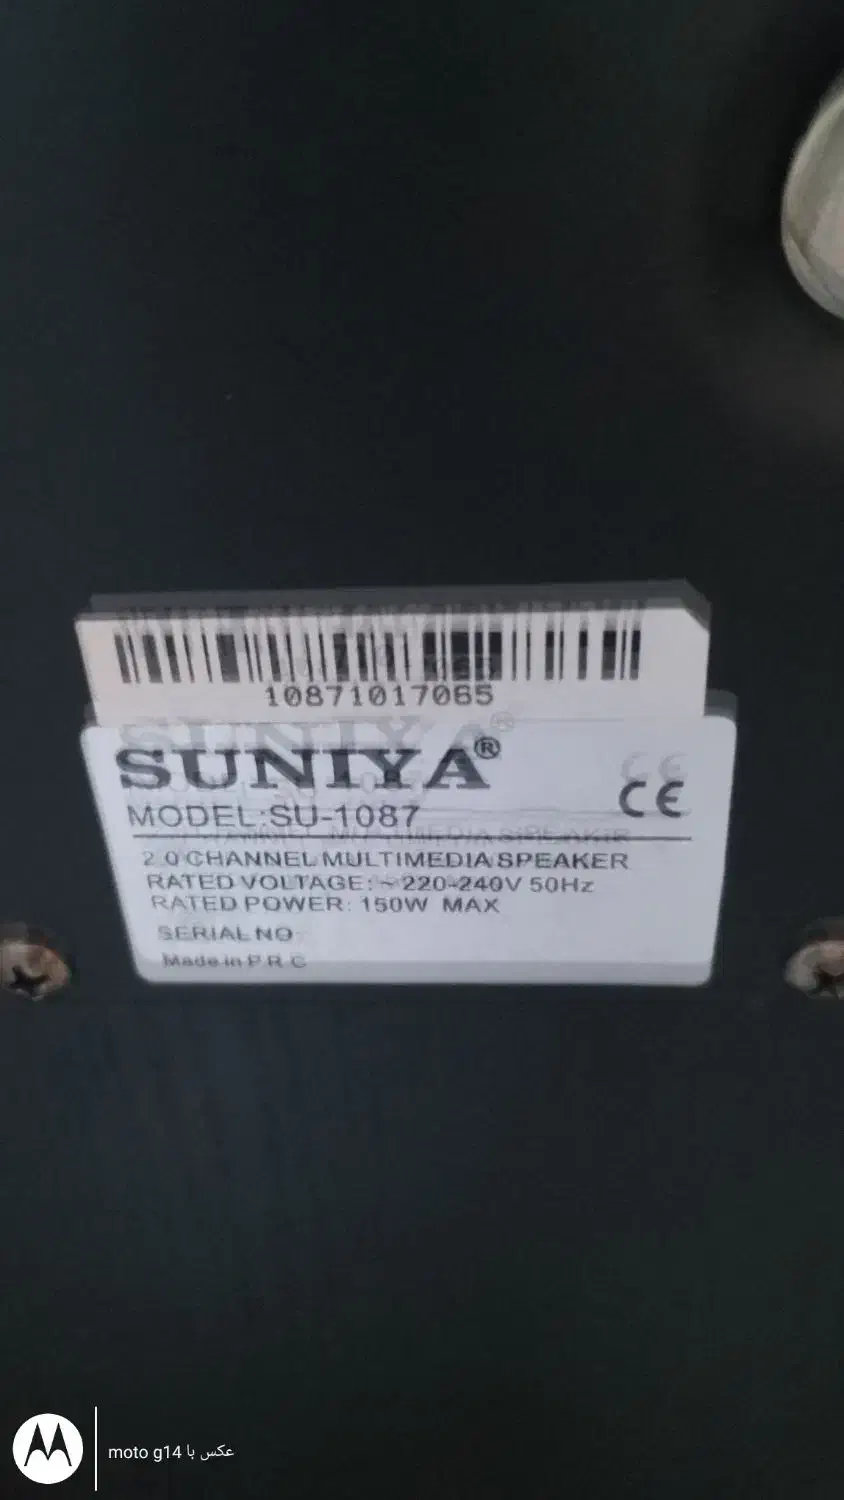 10871017065
SUNIYA®
CE
MODEL:SU-1087
2.0 CHANNEL MULTIMEDIA SPEAKER
RATED VOLTAGE: ~ 220-240V 50Hz
RATED POWER: 150W MAX
SERIAL NO
Made in P.R.C
عکس با moto g14